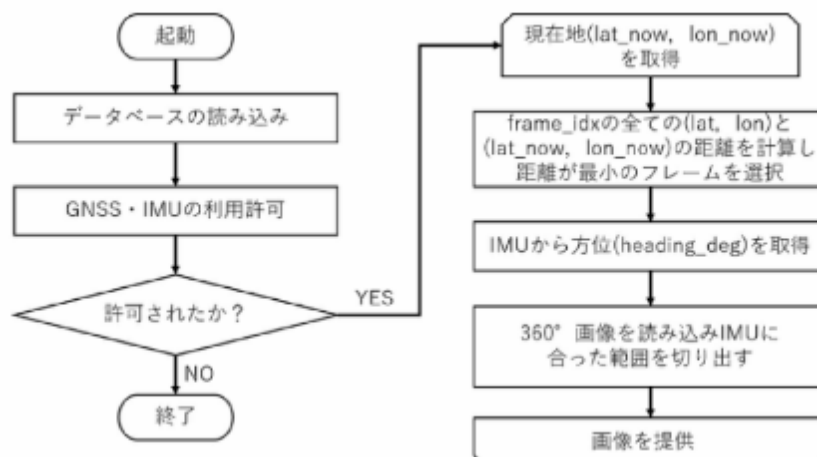 起動
データベースの読み込み
GNSS・IMUの利用許可
許可されたか？
YES
NO
終了
現在地(lat_now, lon_now)
を取得
frame_idxの全ての(lat, lon)と
(lat_now, lon_now)の距離を計算し
距離が最小のフレームを選択
IMUから方位(heading_deg)を取得
360°画像を読み込みIMUに
合った範囲を切り出す
画像を提供